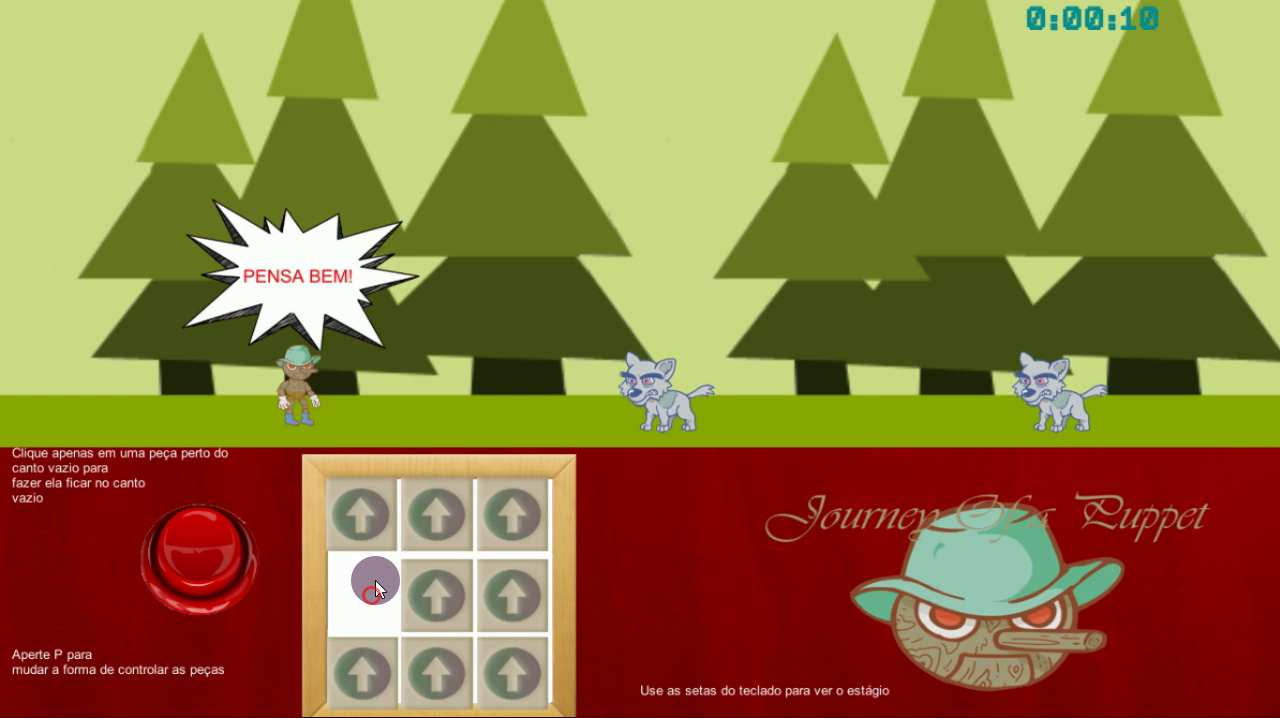 0:00:10
PENSA BEM!
Clique apenas em uma peça perto do
canto vazio para
fazer ela ficar no canto
vazio
Journey Of a Puppet
Aperte P para
mudar a forma de controlar as peças
Use as setas do teclado para ver o estágio